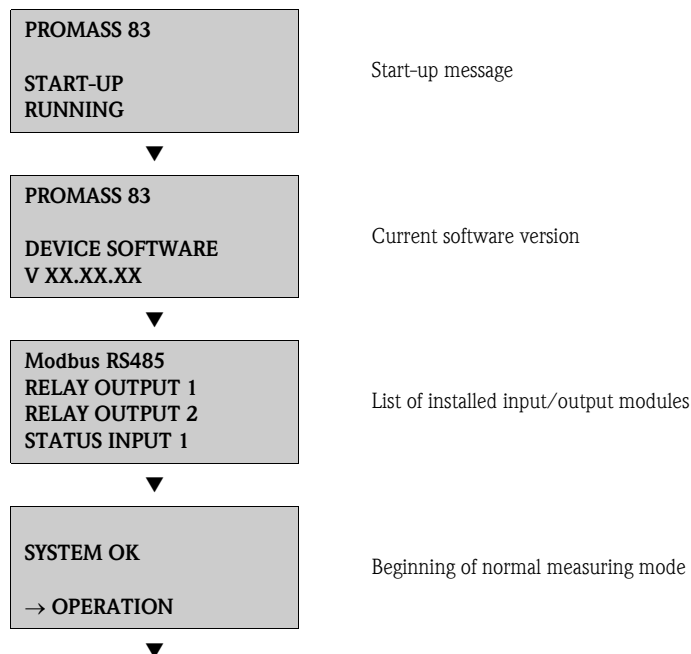 PROMASS 83
START-UP
RUNNING
Start-up message
▼
PROMASS 83
DEVICE SOFTWARE
V XX.XX.XX
Current software version
▼
Modbus RS485
RELAY OUTPUT 1
RELAY OUTPUT 2
STATUS INPUT 1
List of installed input/output modules
▼
SYSTEM OK
→ OPERATION
Beginning of normal measuring mode
▼